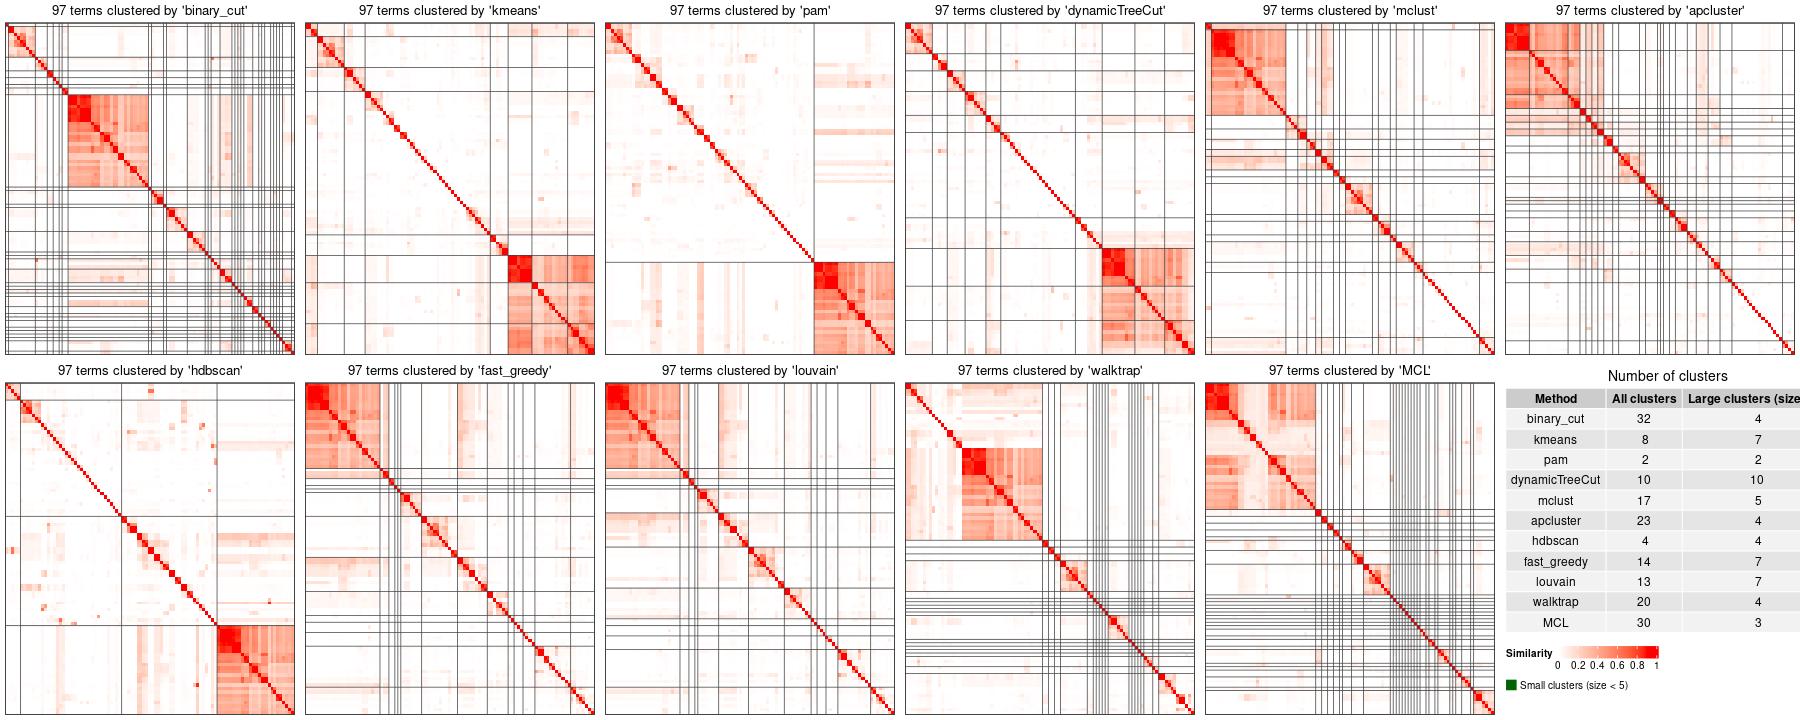 97 terms clustered by 'binary_cut'
97 terms clustered by 'kmeans'
97 terms clustered by 'pam'
97 terms clustered by 'dynamicTreeCut'
97 terms clustered by 'mclust'
97 terms clustered by 'apcluster'
97 terms clustered by 'hdbscan'
97 terms clustered by 'fast_greedy'
97 terms clustered by 'louvain'
97 terms clustered by 'walktrap'
97 terms clustered by 'MCL'
Number of clusters
Method All clusters Large clusters (size
binary_cut 32 4
kmeans 8 7
pam 2 2
dynamicTreeCut 10 10
mclust 17 5
apcluster 23 4
hdbscan 4 4
fast_greedy 14 7
louvain 13 7
walktrap 20 4
MCL 30 3
Similarity
0 0.2 0.4 0.6 0.8 1
Small clusters (size < 5)